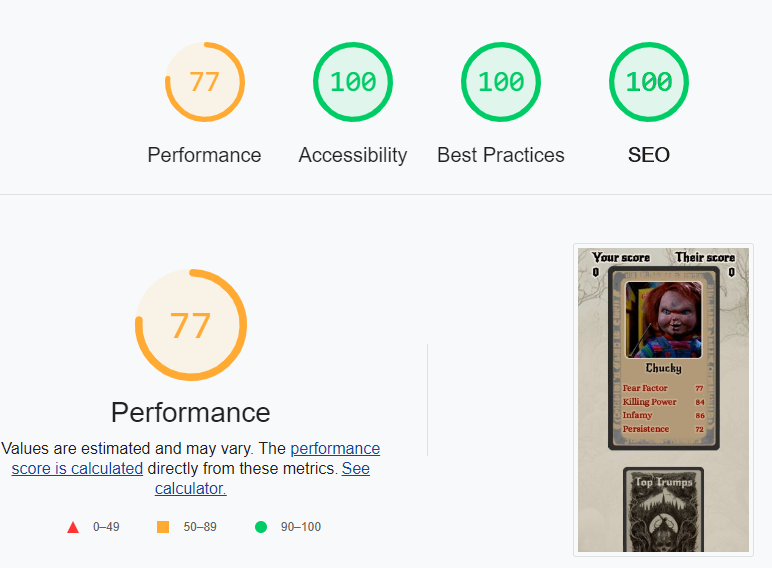 77
100
100
100
Performance
Accessibility
Best Practices
SEO
77
Performance
Values are estimated and may vary. The performance
score is calculated directly from these metrics. See
calculator.
0–49
50–89
90–100
Your score
Their score
0
0
Chucky
Fear Factor 77
Killing Power 84
Infamy 86
Persistence 72
Top Trumps